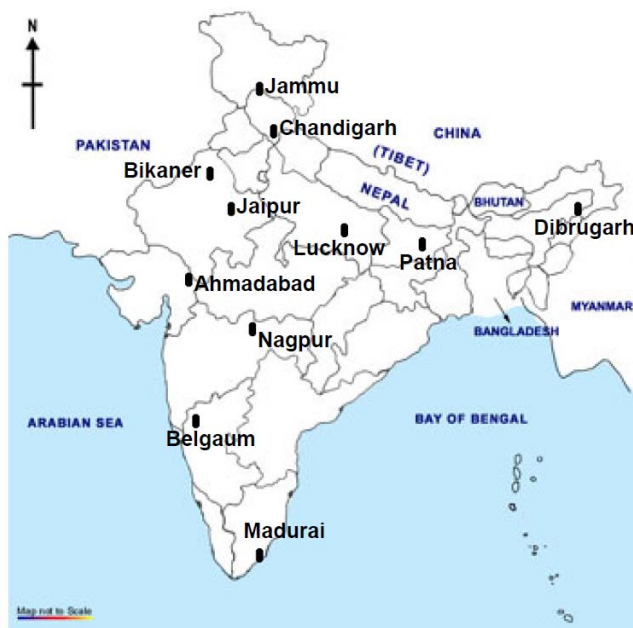 N
Jammu
Chandigarh
PAKISTAN
CHINA
(TIBET)
Bikaner
NEPAL
BHUTAN
Jaipur
Dibrugarh
Lucknow
Patna
Ahmadabad
MYANMAR
BANGLADESH
Nagpur
ARABIAN SEA
BAY OF BENGAL
Belgaum
Madurai
Map not to Scale